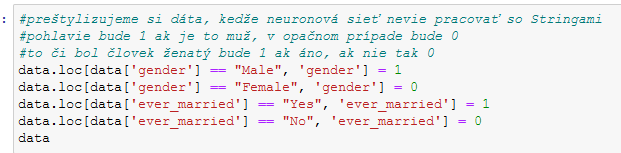 : #preštylizujeme si dáta, kedže neuronová sieť nevie pracovať so Stringami
#pohlavie bude 1 ak je to muž, v opačnom prípade bude 0
#to či bol človek ženatý bude 1 ak áno, ak nie tak 0
data.loc[data['gender'] == "Male", 'gender'] = 1
data.loc[data['gender'] == "Female", 'gender'] = 0
data.loc[data['ever_married'] == "Yes", 'ever_married'] = 1
data.loc[data['ever_married'] == "No", 'ever_married'] = 0
data